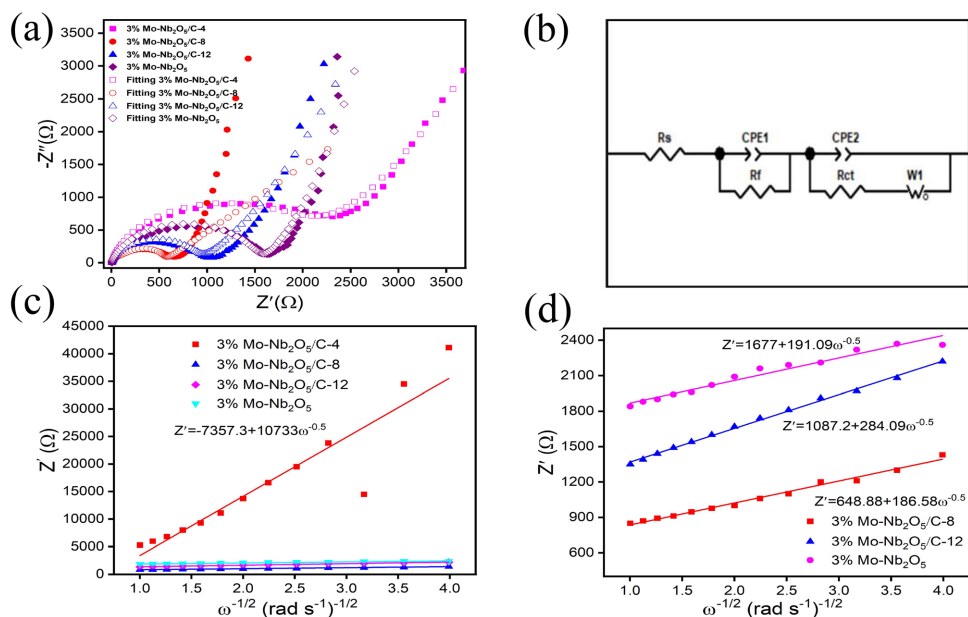 (a)
3500
3000
2500
2000
1500
1000
500
0
-Z″(Ω)
3% Mo-Nb₂O₅/C-4
3% Mo-Nb₂O₅/C-8
3% Mo-Nb₂O₅/C-12
3% Mo-Nb₂O₅
Fitting 3% Mo-Nb₂O₅/C-4
Fitting 3% Mo-Nb₂O₅/C-8
Fitting 3% Mo-Nb₂O₅/C-12
Fitting 3% Mo-Nb₂O₅
0 500 1000 1500 2000 2500 3000 3500
Z′(Ω)
(b)
Rs CPE1 CPE2
Rf Rct W1
o
(c)
45000
40000
35000
30000
25000
20000
15000
10000
5000
0
Z′ (Ω)
3% Mo-Nb₂O₅/C-4
3% Mo-Nb₂O₅/C-8
3% Mo-Nb₂O₅/C-12
3% Mo-Nb₂O₅
Z′=-7357.3+10733ω⁻⁰·⁵
1.0 1.5 2.0 2.5 3.0 3.5 4.0
ω⁻¹/² (rad s⁻¹)⁻¹/²
(d)
2400
2100
1800
1500
1200
900
600
Z′ (Ω)
Z′=1677+191.09ω⁻⁰·⁵
Z′=1087.2+284.09ω⁻⁰·⁵
Z′=648.88+186.58ω⁻⁰·⁵
3% Mo-Nb₂O₅/C-8
3% Mo-Nb₂O₅/C-12
3% Mo-Nb₂O₅
1.0 1.5 2.0 2.5 3.0 3.5 4.0
ω⁻¹/² (rad s⁻¹)⁻¹/²